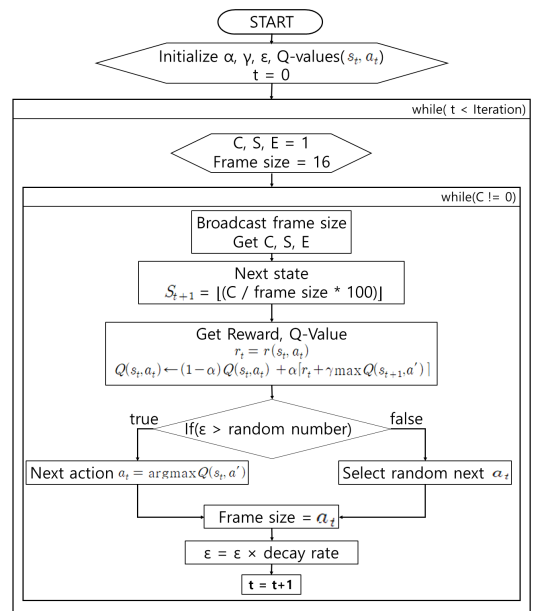 START
Initialize α, γ, ε, Q-values(s_t, a_t)
t = 0
while( t < Iteration)
C, S, E = 1
Frame size = 16
while(C != 0)
Broadcast frame size
Get C, S, E
Next state
S_{t+1} = ⌊(C / frame size * 100)⌋
Get Reward, Q-Value
r_t = r(s_t, a_t)
Q(s_t,a_t)←(1−α)Q(s_t,a_t)+α⌈r_t+γmaxQ(s_{t+1},a′)⌉
true
false
If(ε > random number)
Next action a_t = argmaxQ(s_t, a′)
Select random next a_t
Frame size = a_t
ε = ε × decay rate
t = t+1